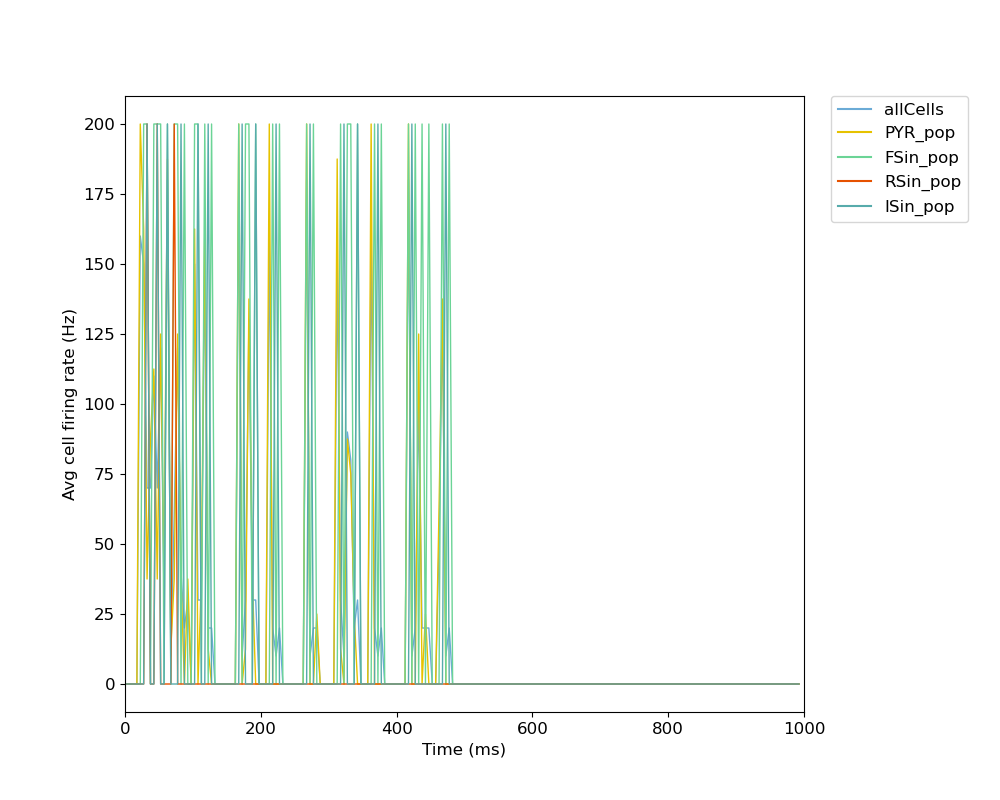 allCells
PYR_pop
FSin_pop
RSin_pop
ISin_pop
200
175
150
125
100
75
50
25
0
Avg cell firing rate (Hz)
0 200 400 600 800 1000
Time (ms)